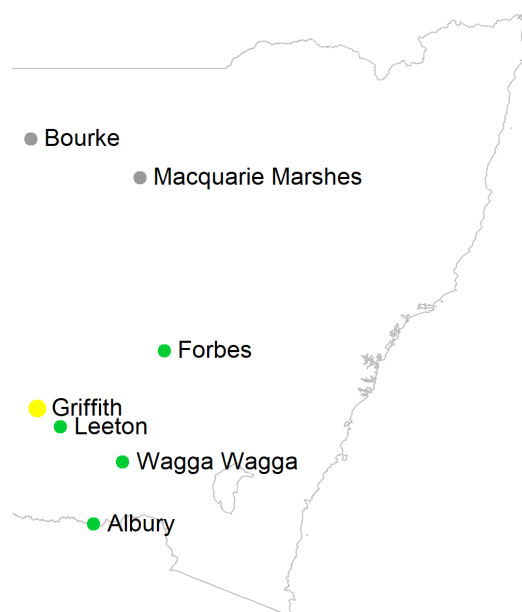 Bourke
Macquarie Marshes
Forbes
Griffith
Leeton
Wagga Wagga
Albury